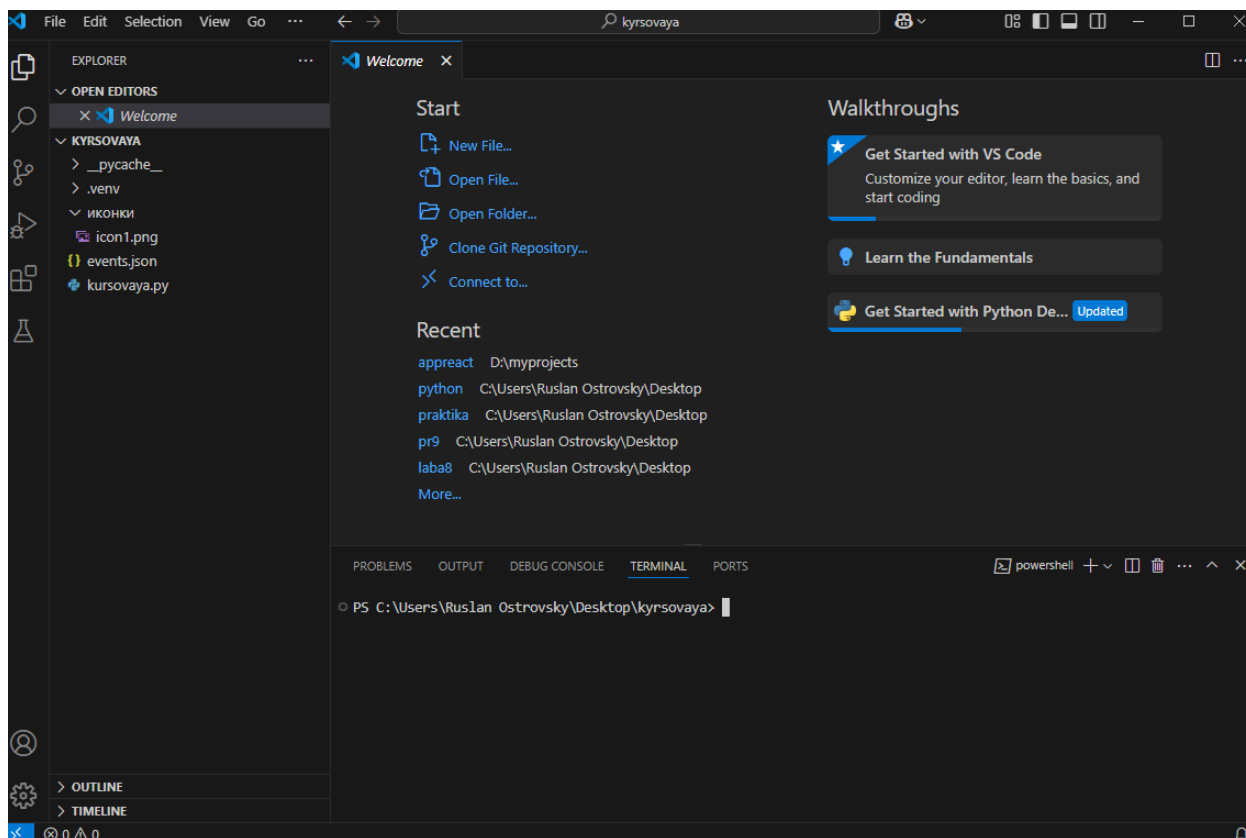 File Edit Selection View Go ... kyrsovaya
EXPLORER ...
OPEN EDITORS
Welcome
KYRSOVAYA
__pycache__
.venv
иконки
icon1.png
{} events.json
kursovaya.py
OUTLINE
TIMELINE
Welcome
Start
New File...
Open File...
Open Folder...
Clone Git Repository...
Connect to...
Recent
appreact D:\myprojects
python C:\Users\Ruslan Ostrovsky\Desktop
praktika C:\Users\Ruslan Ostrovsky\Desktop
pr9 C:\Users\Ruslan Ostrovsky\Desktop
laba8 C:\Users\Ruslan Ostrovsky\Desktop
More...
Walkthroughs
Get Started with VS Code
Customize your editor, learn the basics, and
start coding
Learn the Fundamentals
Get Started with Python De... Updated
PROBLEMS OUTPUT DEBUG CONSOLE TERMINAL PORTS powershell ...
PS C:\Users\Ruslan Ostrovsky\Desktop\kyrsovaya>
0 0